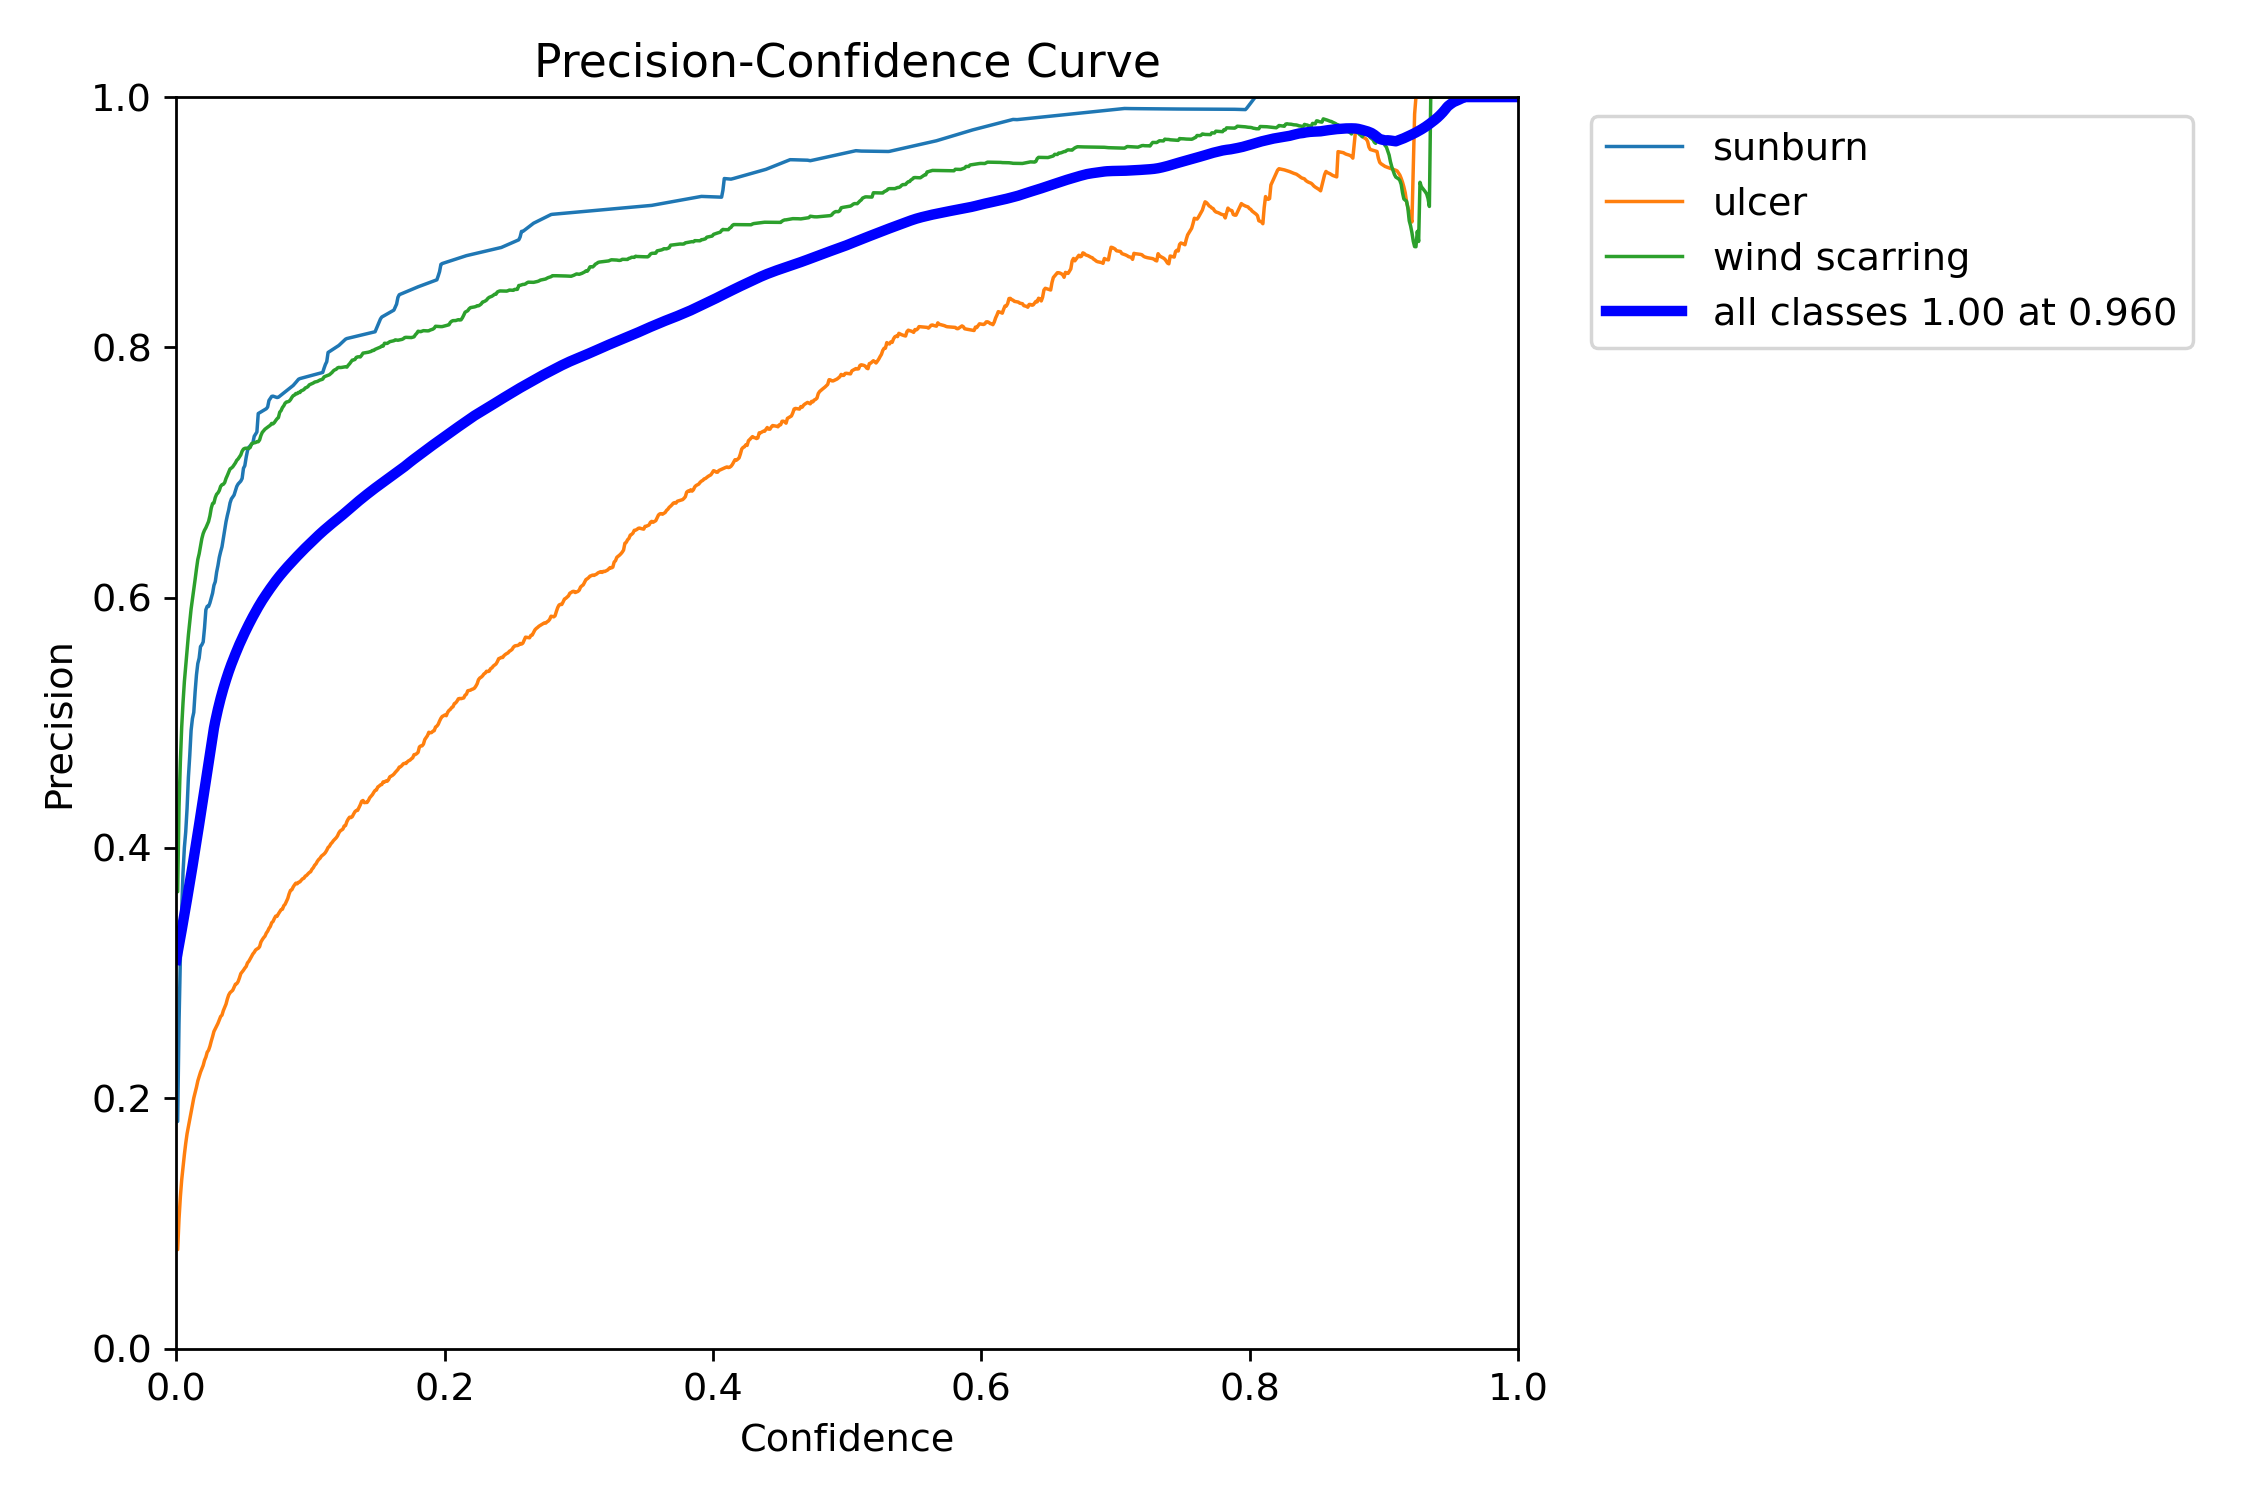 Precision-Confidence Curve
1.0
0.8
0.6
0.4
0.2
0.0
Precision
0.0 0.2 0.4 0.6 0.8 1.0
Confidence
sunburn
ulcer
wind scarring
all classes 1.00 at 0.960